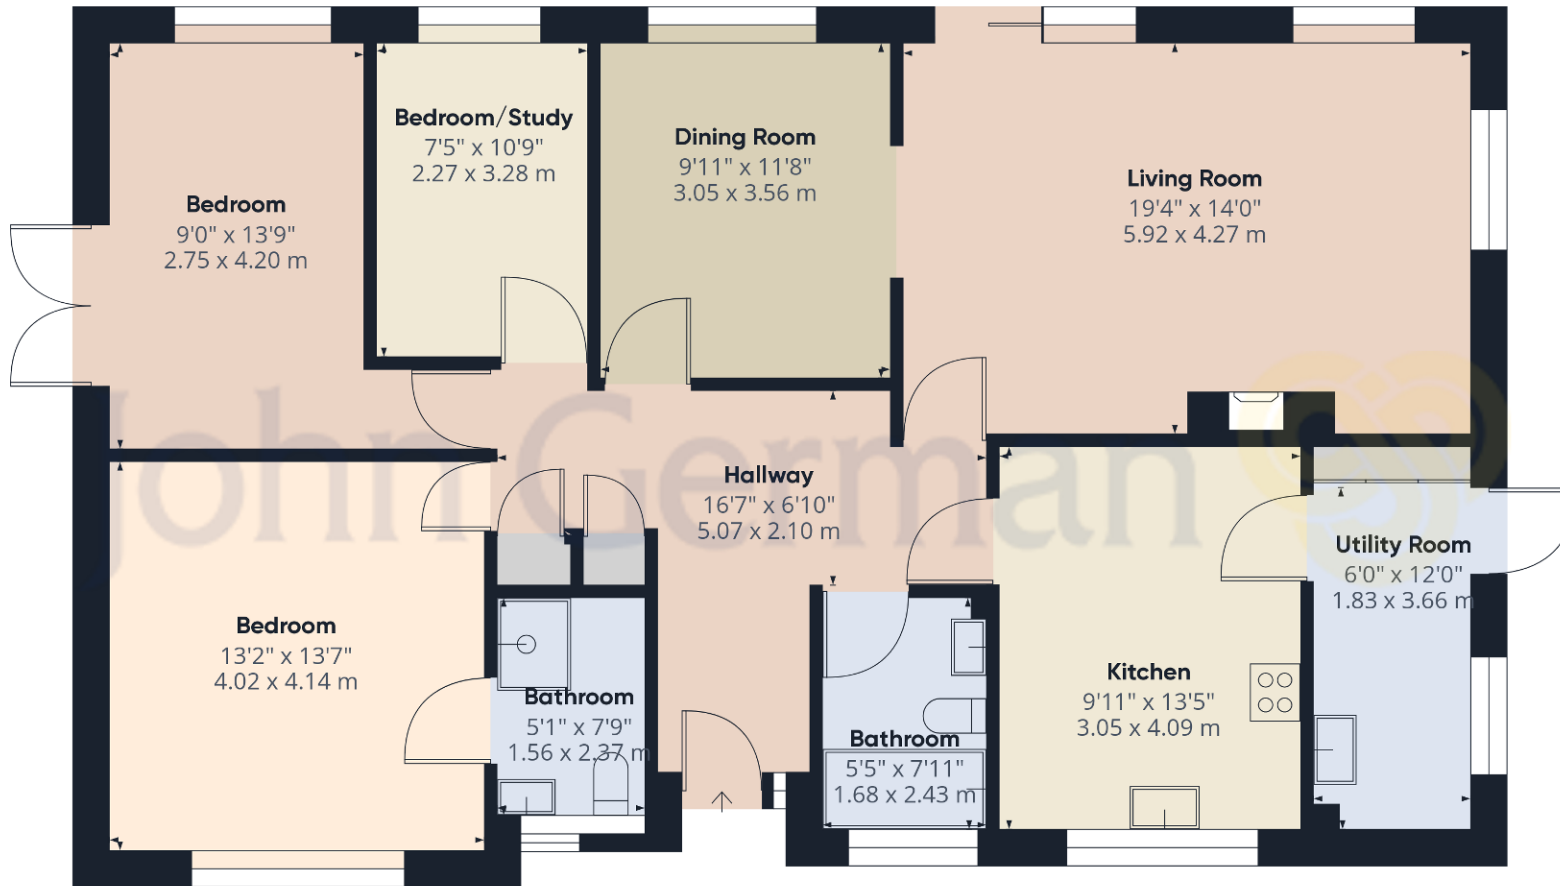 Bedroom
9'0" x 13'9"
2.75 x 4.20 m
Bedroom/Study
7'5" x 10'9"
2.27 x 3.28 m
Dining Room
9'11" x 11'8"
3.05 x 3.56 m
Living Room
19'4" x 14'0"
5.92 x 4.27 m
John German
Hallway
16'7" x 6'10"
5.07 x 2.10 m
Utility Room
6'0" x 12'0"
1.83 x 3.66 m
Bedroom
13'2" x 13'7"
4.02 x 4.14 m
Bathroom
5'1" x 7'9"
1.56 x 2.37 m
Bathroom
5'5" x 7'11"
1.68 x 2.43 m
Kitchen
9'11" x 13'5"
3.05 x 4.09 m